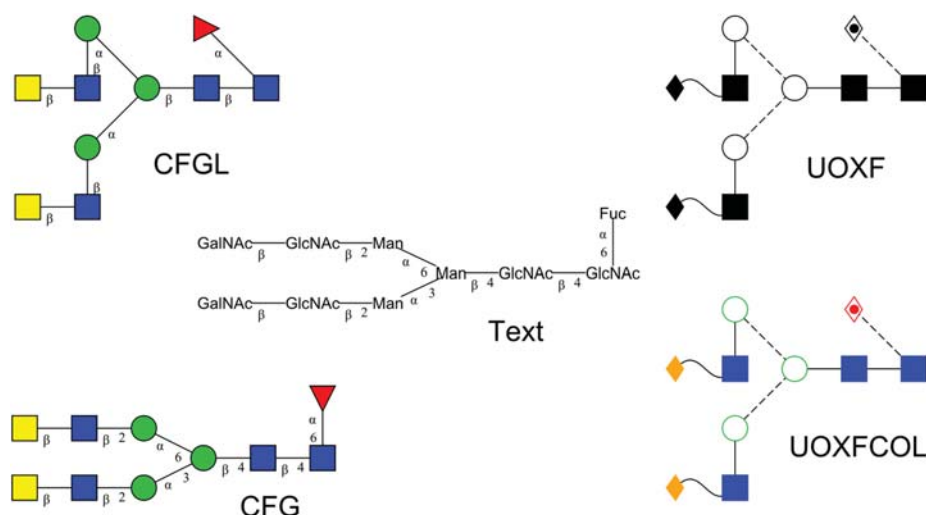 α α
β
β β β
α
CFGL
β
β
UOXF
Fuc
α
6
GalNAc β GlcNAc β 2 Man
α 6
Man β 4 GlcNAc β 4 GlcNAc
α 3
GalNAc β GlcNAc β 2 Man
Text
α
6
β β 2 α 6
β 4 β 4
β β 2 α 3
CFG
UOXFCOL